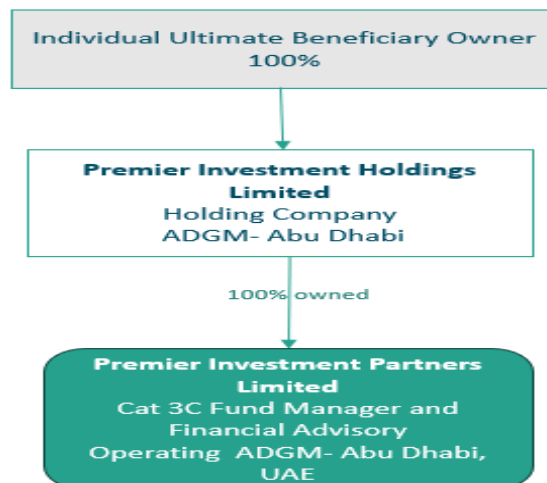 Individual Ultimate Beneficiary Owner
100%
Premier Investment Holdings
Limited
Holding Company
ADGM- Abu Dhabi
100% owned
Premier Investment Partners
Limited
Cat 3C Fund Manager and
Financial Advisory
Operating ADGM- Abu Dhabi,
UAE